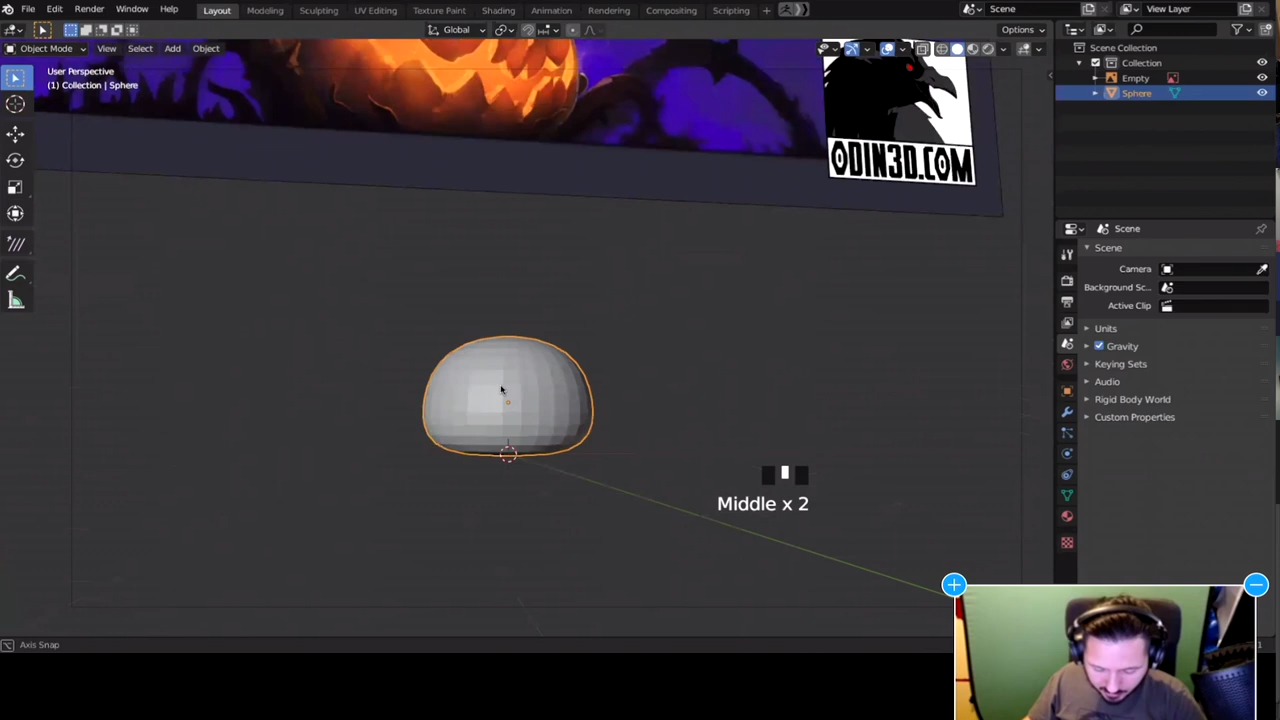 File Edit Render Window Help Layout Modeling Sculpting UV Editing Texture Paint Shading Animation Rendering Compositing Scripting + Scene View Layer
Global Options
Object Mode View Select Add Object
User Perspective
(1) Collection | Sphere
ODIN3D.COM
Middle x 2
Scene Collection
Collection
Empty
Sphere
Scene
Scene
Camera
Background Sc...
Active Clip
Units
Gravity
Keying Sets
Audio
Rigid Body World
Custom Properties
Axis Snap